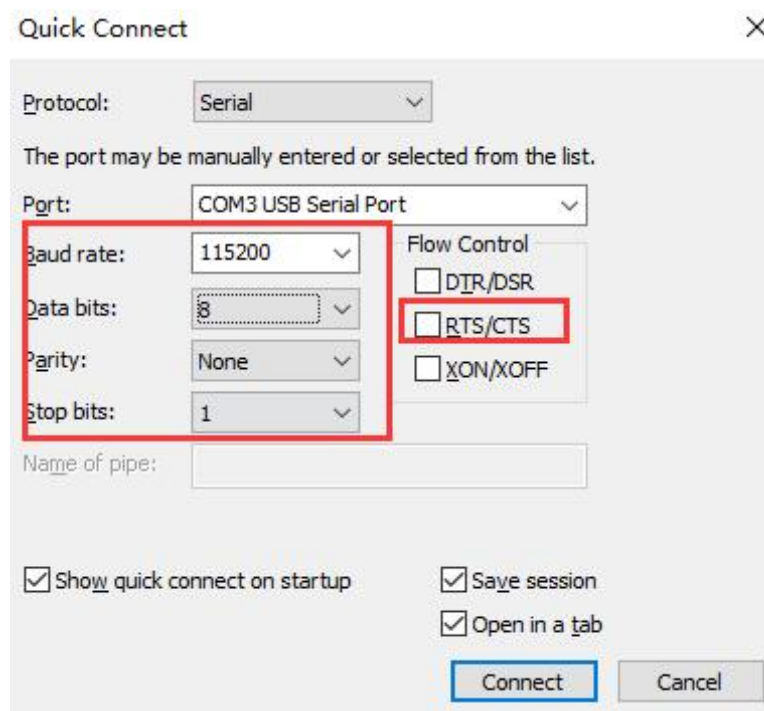 Quick Connect
Protocol: Serial
The port may be manually entered or selected from the list.
Port: COM3 USB Serial Port
Baud rate: 115200
Flow Control
DTR/DSR
Data bits: 8
RTS/CTS
Parity: None
XON/XOFF
Stop bits: 1
Name of pipe:
Show quick connect on startup
Save session
Open in a tab
Connect
Cancel